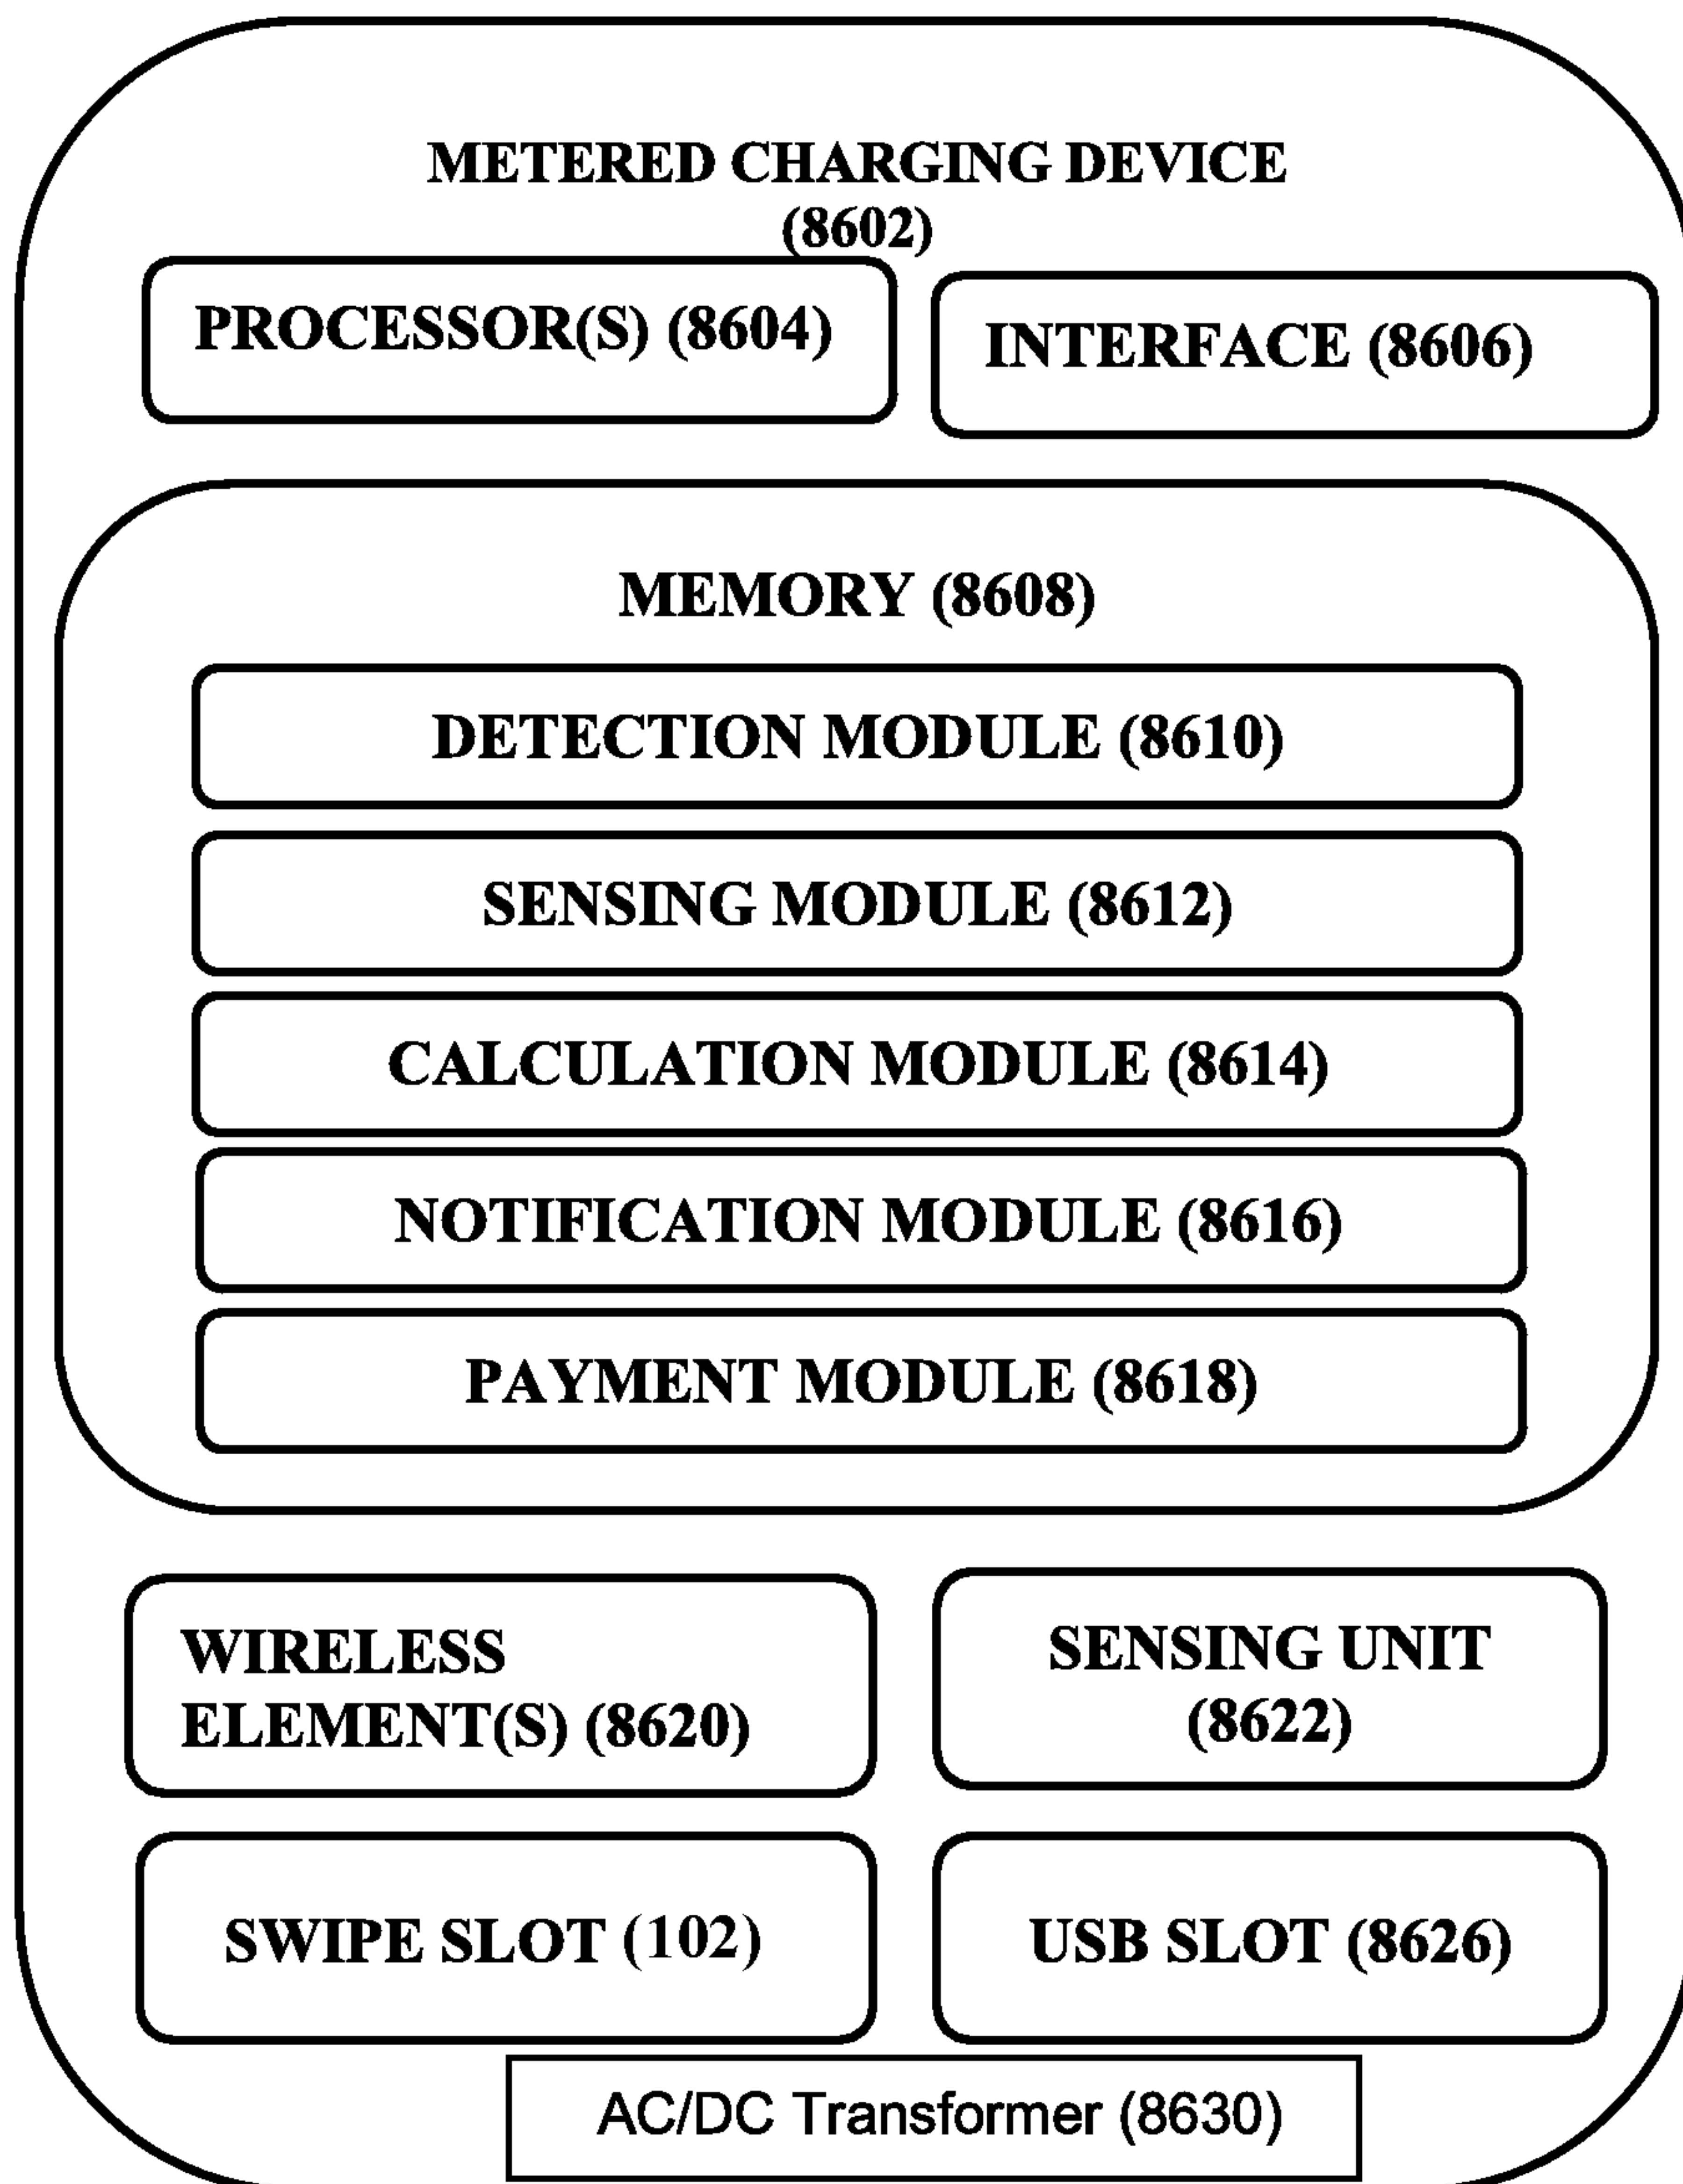 METERED CHARGING DEVICE
(8602)
PROCESSOR(S) (8604)
INTERFACE (8606)
MEMORY (8608)
DETECTION MODULE (8610)
SENSING MODULE (8612)
CALCULATION MODULE (8614)
NOTIFICATION MODULE (8616)
PAYMENT MODULE (8618)
WIRELESS
ELEMENT(S) (8620)
SENSING UNIT
(8622)
SWIPE SLOT (102)
USB SLOT (8626)
AC/DC Transformer (8630)